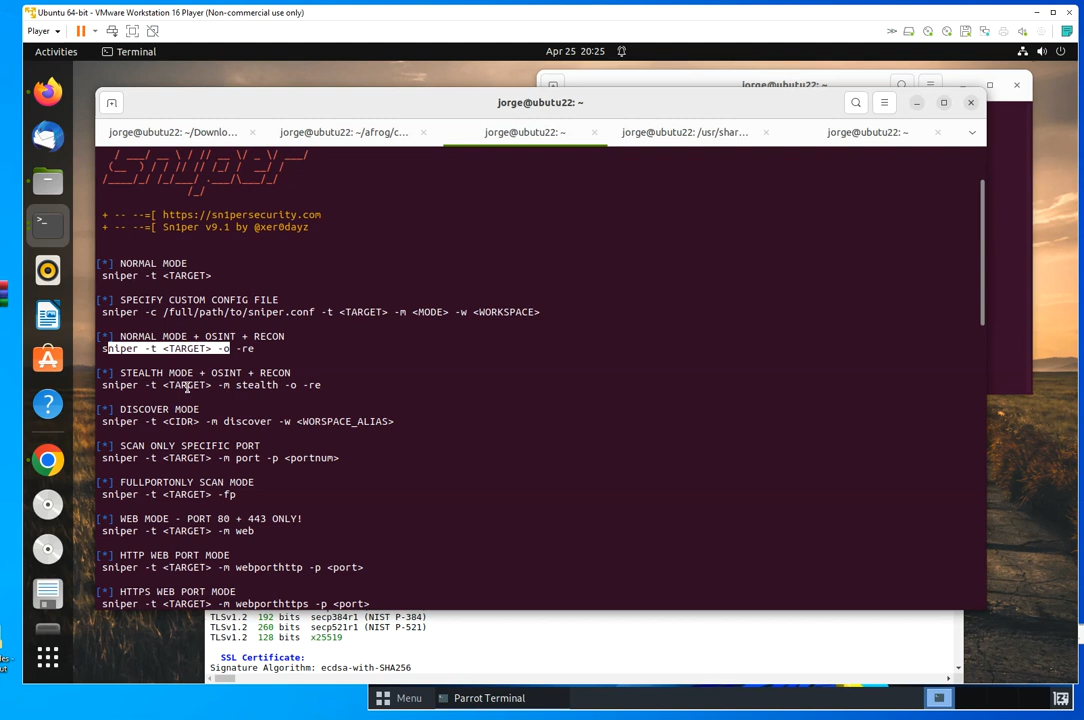 Ubuntu 64-bit - VMware Workstation 16 Player (Non-commercial use only)
Player
Activities
Terminal
Apr 25 20:25
jorge@ubutu22: ~
jorge@ubutu22: ~
jorge@ubutu22: ~/Downlo...
jorge@ubutu22: ~/afrog/c...
jorge@ubutu22: ~
jorge@ubutu22: /usr/shar...
jorge@ubutu22: ~
+ -- --=[ https://sn1persecurity.com
+ -- --=[ Sn1per v9.1 by @xer0dayz
[*] NORMAL MODE
sniper -t <TARGET>
[*] SPECIFY CUSTOM CONFIG FILE
sniper -c /full/path/to/sniper.conf -t <TARGET> -m <MODE> -w <WORKSPACE>
[*] NORMAL MODE + OSINT + RECON
sniper -t <TARGET> -o -re
[*] STEALTH MODE + OSINT + RECON
sniper -t <TARGET> -m stealth -o -re
[*] DISCOVER MODE
sniper -t <CIDR> -m discover -w <WORSPACE_ALIAS>
[*] SCAN ONLY SPECIFIC PORT
sniper -t <TARGET> -m port -p <portnum>
[*] FULLPORTONLY SCAN MODE
sniper -t <TARGET> -fp
[*] WEB MODE - PORT 80 + 443 ONLY!
sniper -t <TARGET> -m web
[*] HTTP WEB PORT MODE
sniper -t <TARGET> -m webporthttp -p <port>
[*] HTTPS WEB PORT MODE
sniper -t <TARGET> -m webporthttps -p <port>
TLSv1.2 192 bits secp384r1 (NIST P-384)
TLSv1.2 260 bits secp521r1 (NIST P-521)
TLSv1.2 128 bits x25519
SSL Certificate:
Signature Algorithm: ecdsa-with-SHA256
Menu
Parrot Terminal